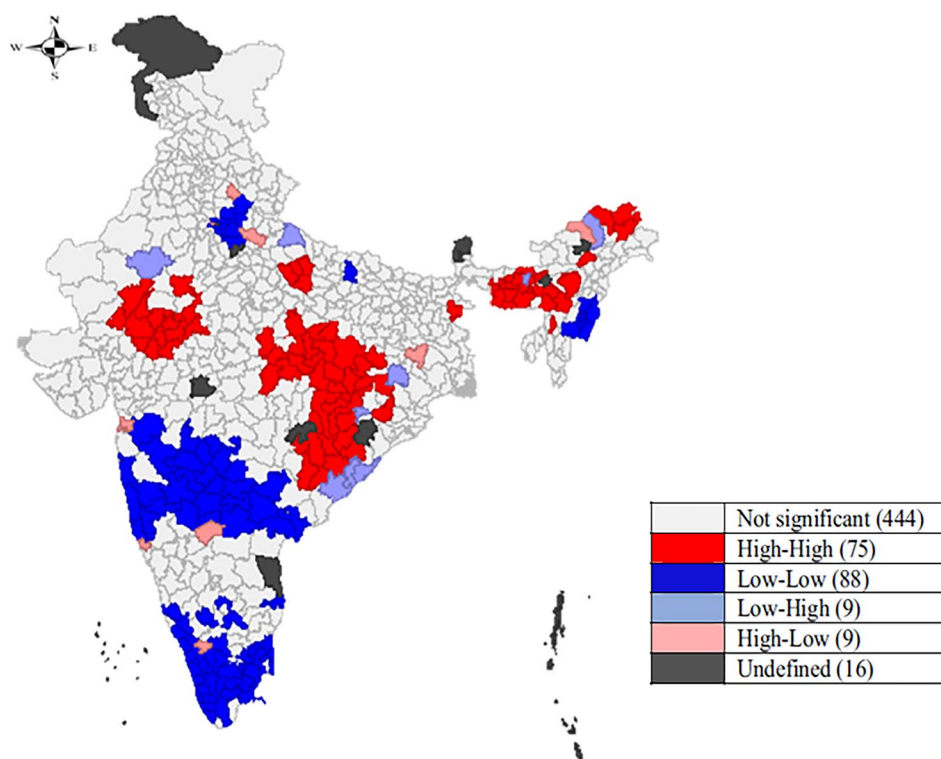 N
W E
S
Not significant (444)
High-High (75)
Low-Low (88)
Low-High (9)
High-Low (9)
Undefined (16)